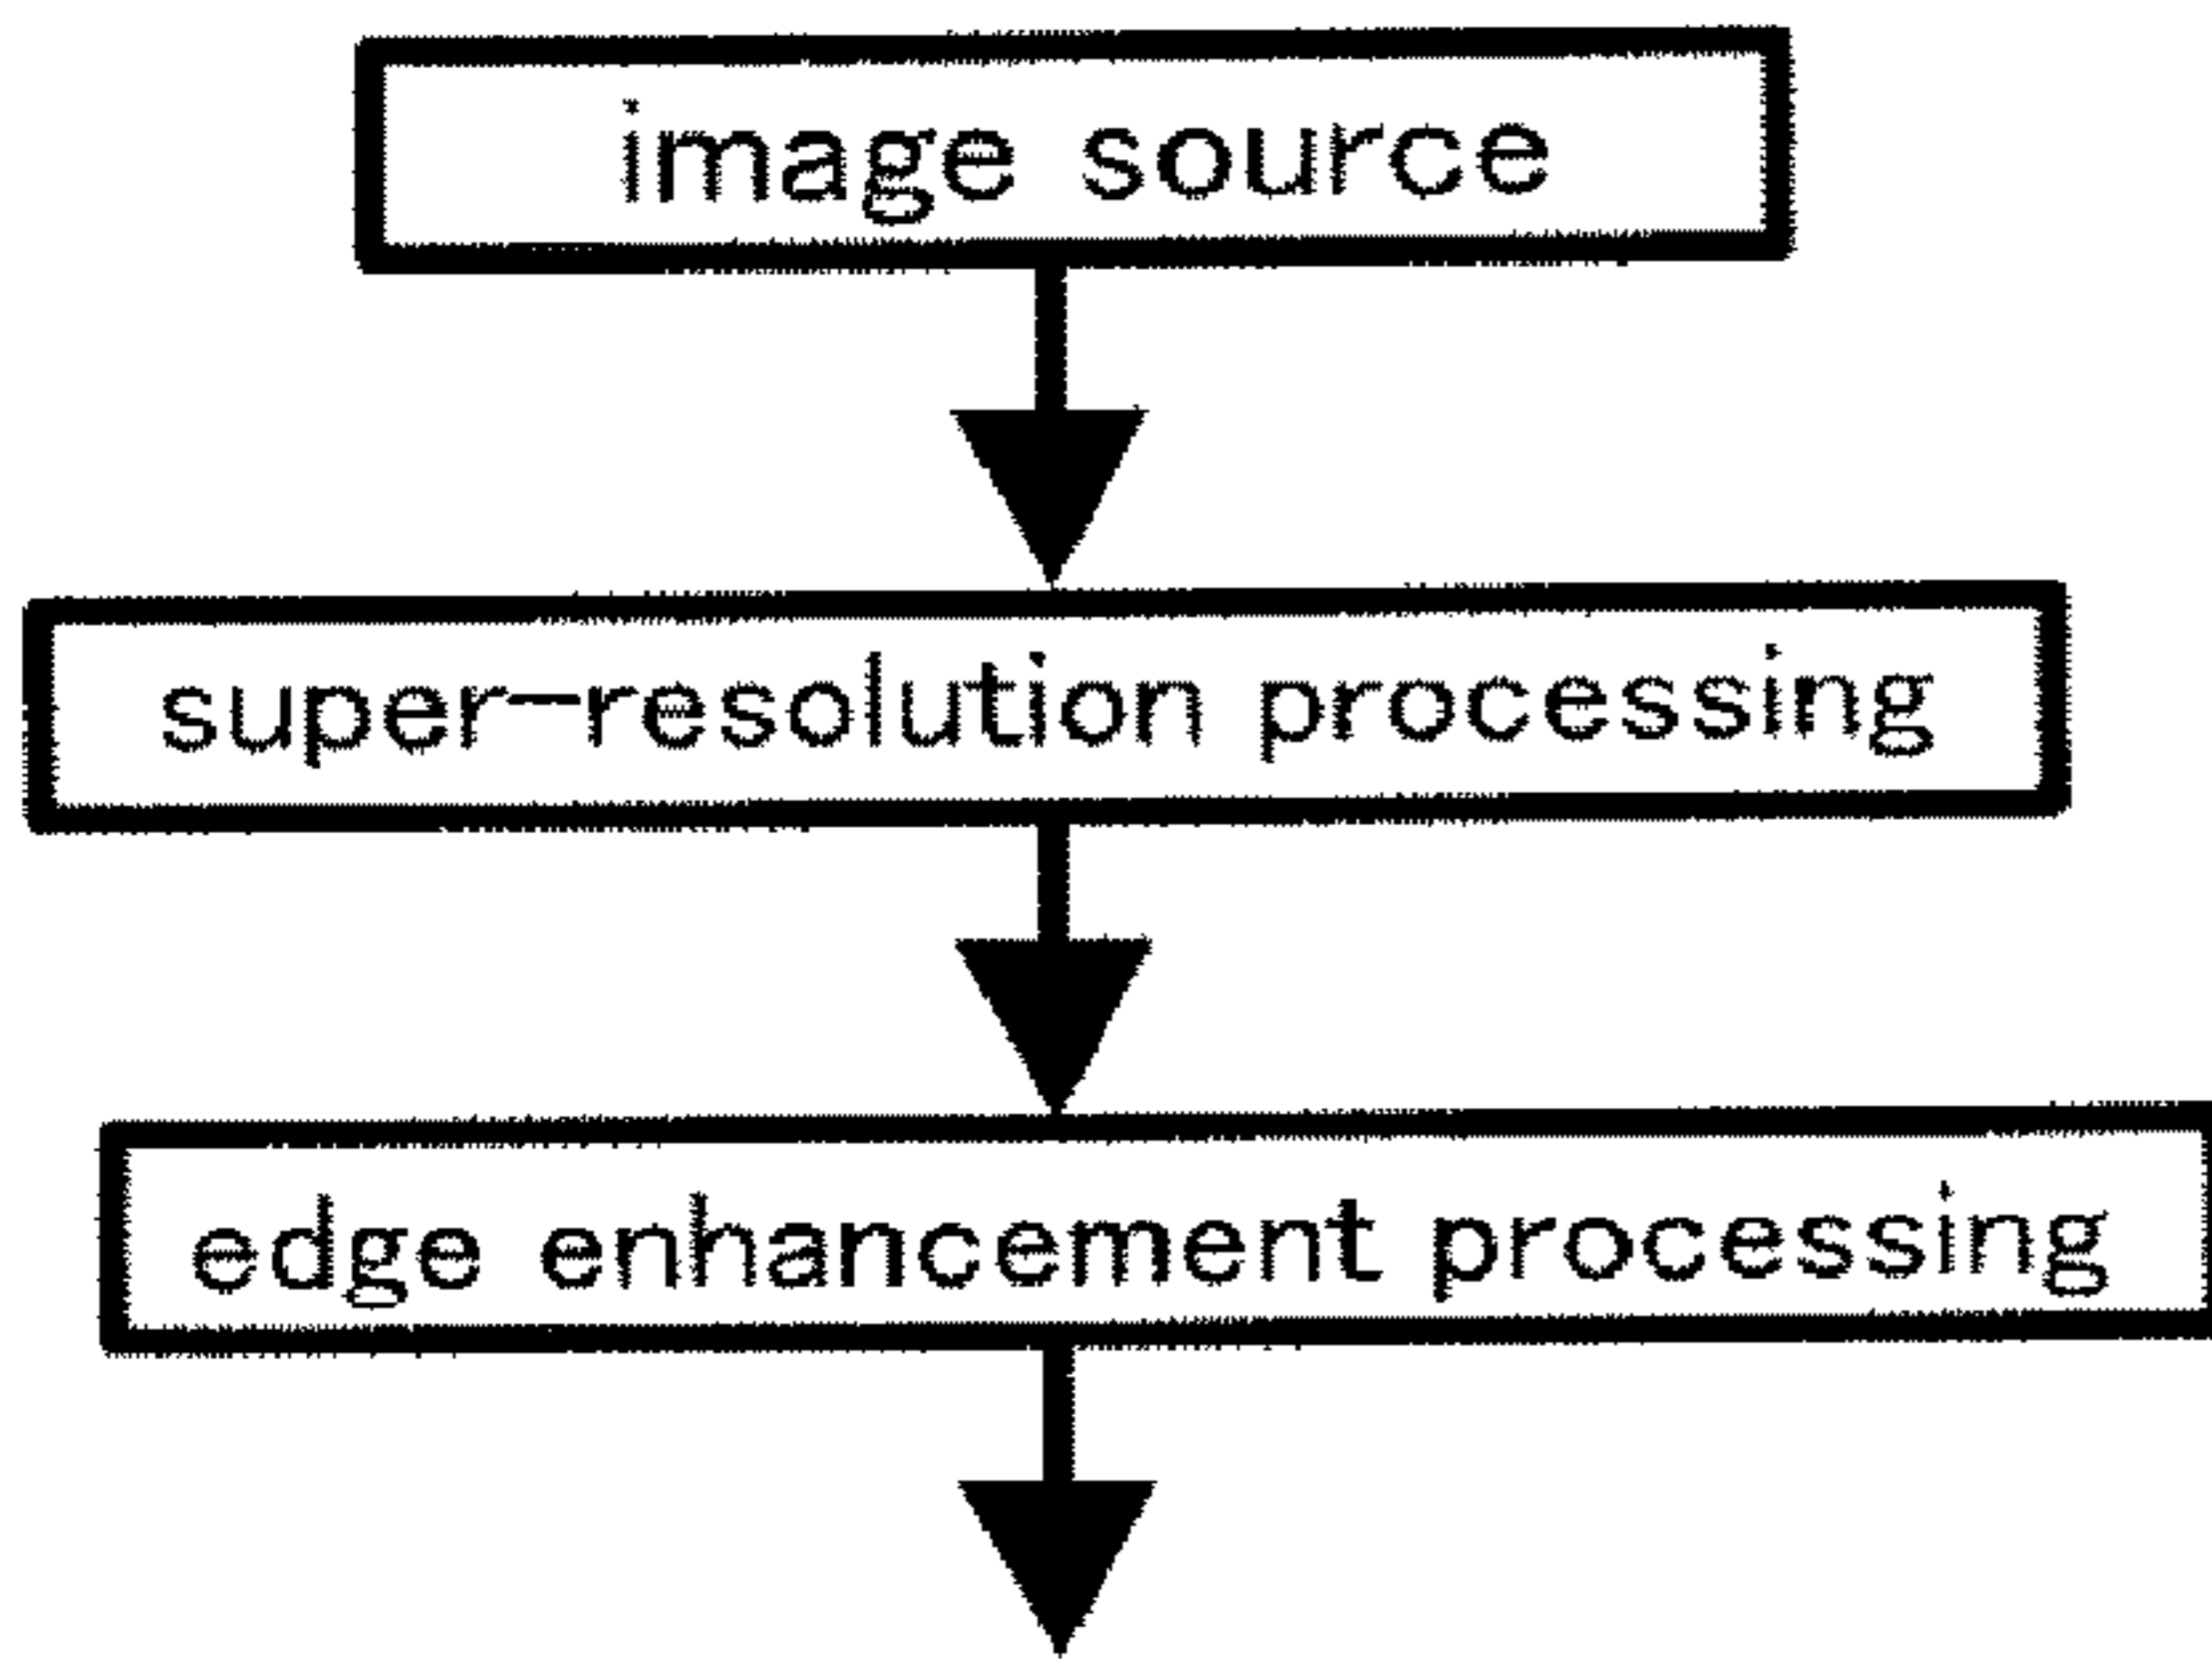 image source
super-resolution processing
edge enhancement processing